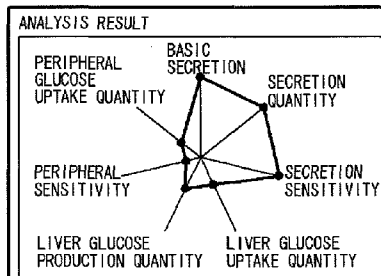 ANALYSIS RESULT
BASIC
SECRETION
PERIPHERAL
GLUCOSE
UPTAKE QUANTITY
SECRETION
QUANTITY
PERIPHERAL
SENSITIVITY
SECRETION
SENSITIVITY
LIVER GLUCOSE
PRODUCTION QUANTITY
LIVER GLUCOSE
UPTAKE QUANTITY